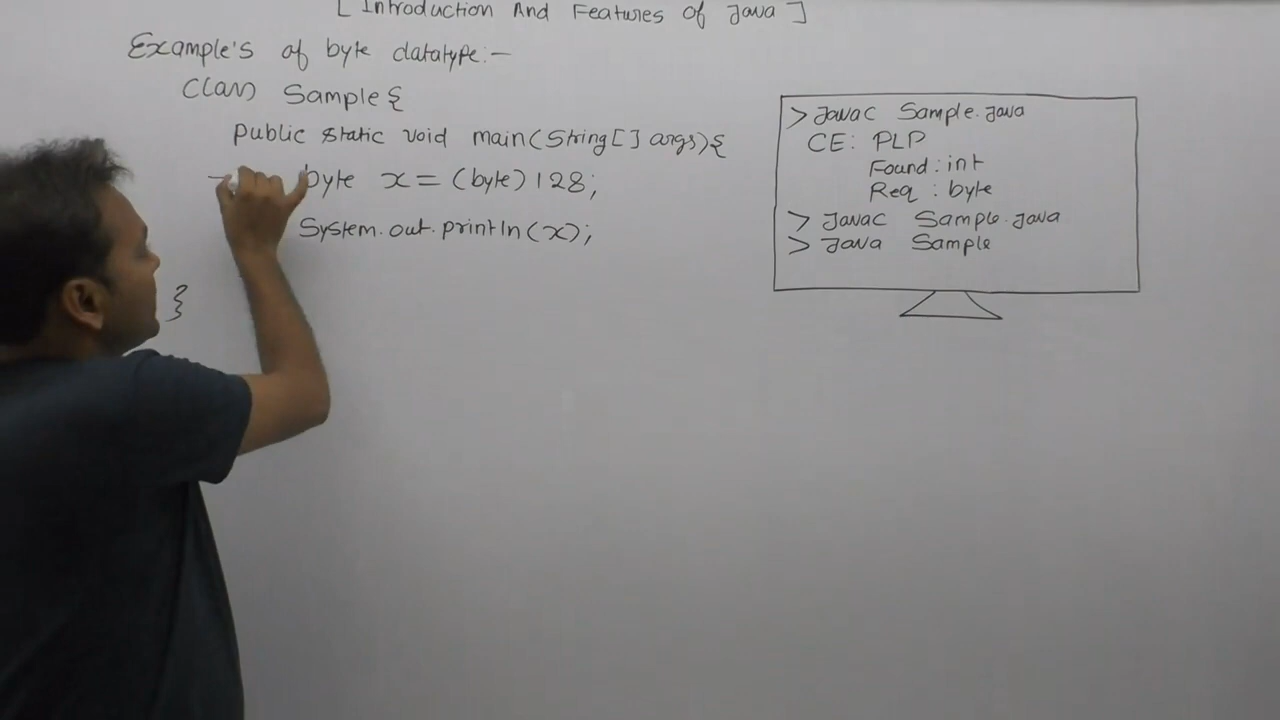 [ Introduction And Features Of Java ]
Example's of byte datatype:-
Class Sample{
public static void main(String[] args){
byte x = (byte)128;
System.out.println(x);
}
> Javac Sample.Java
CE: PLP
Found: int
Req : byte
> Javac Sample.Java
> Java Sample